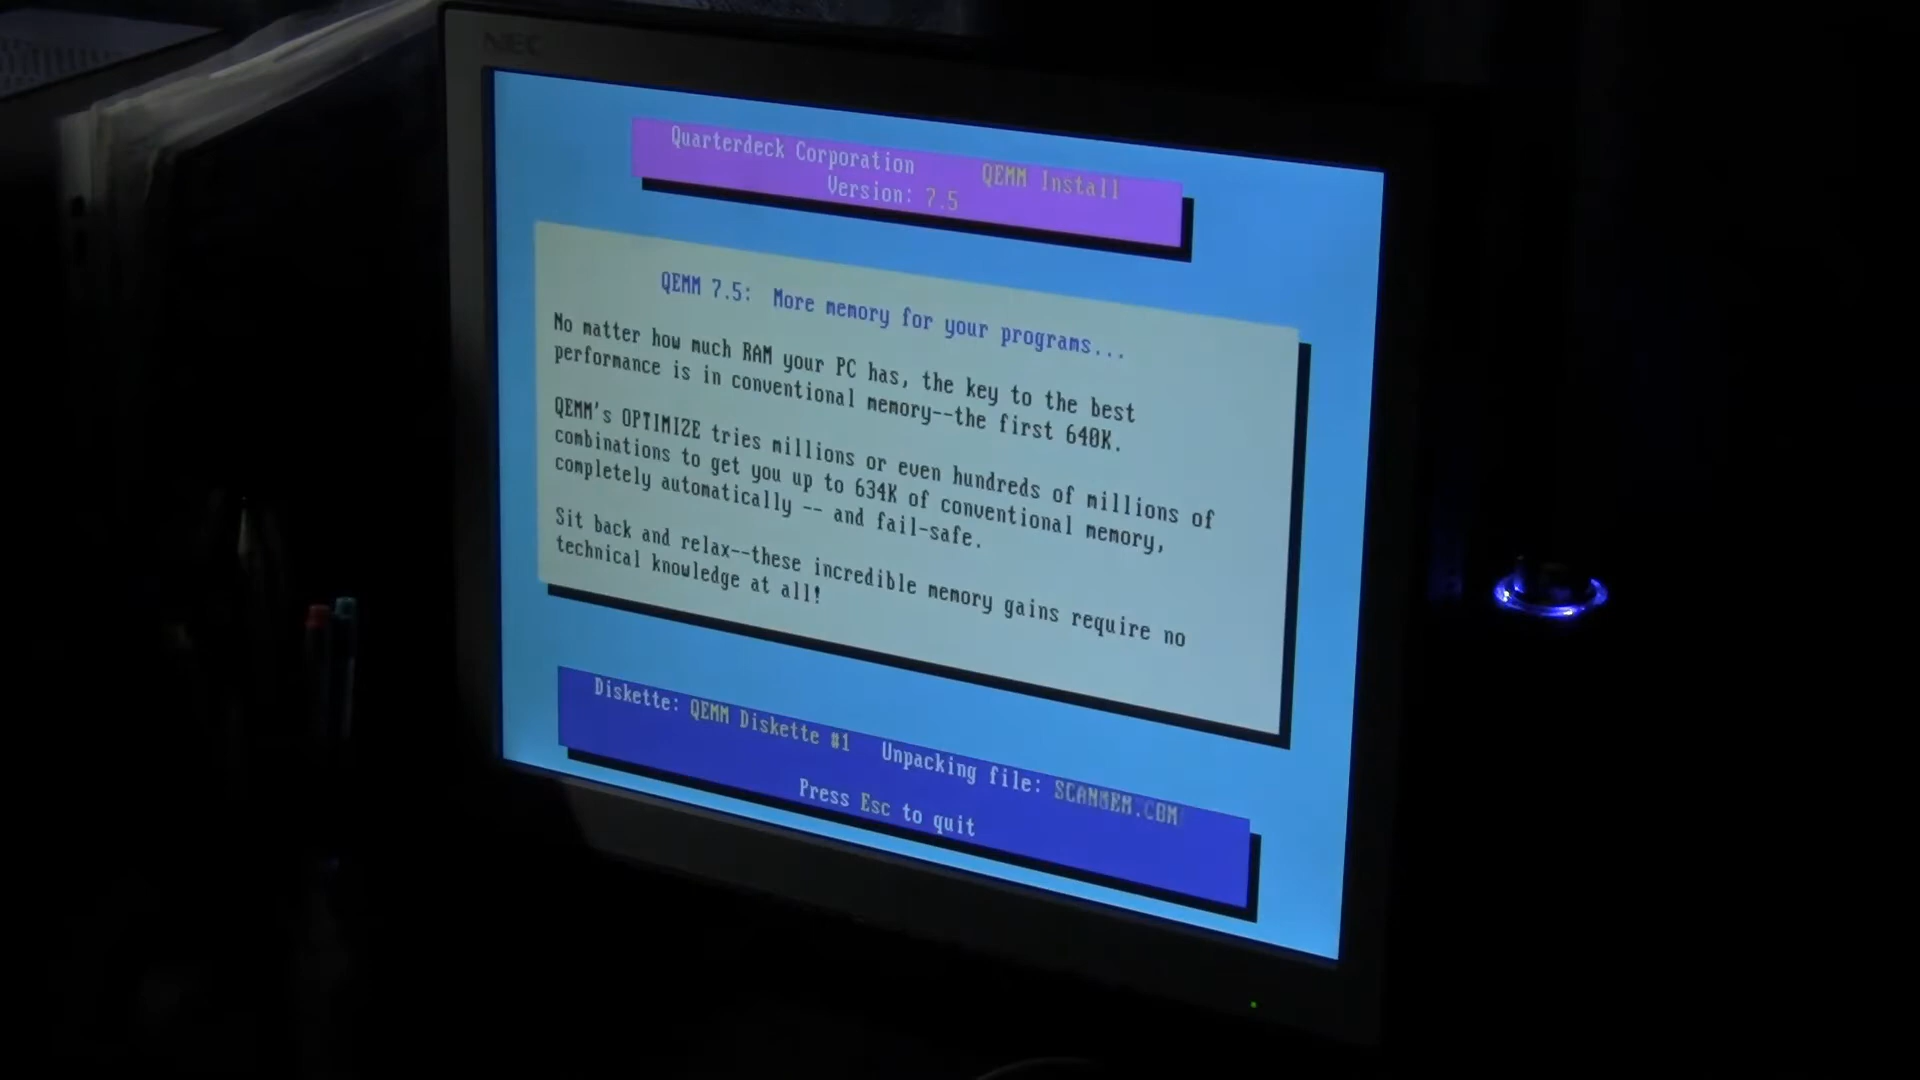 NEC
Quarterdeck Corporation QEMM Install
Version: 7.5
QEMM 7.5: More memory for your programs...
No matter how much RAM your PC has, the key to the best
performance is in conventional memory--the first 640K.
QEMM's OPTIMIZE tries millions or even hundreds of millions of
combinations to get you up to 634K of conventional memory,
completely automatically -- and fail-safe.
Sit back and relax--these incredible memory gains require no
technical knowledge at all!
Diskette: QEMM Diskette #1 Unpacking file:
Press Esc to quit